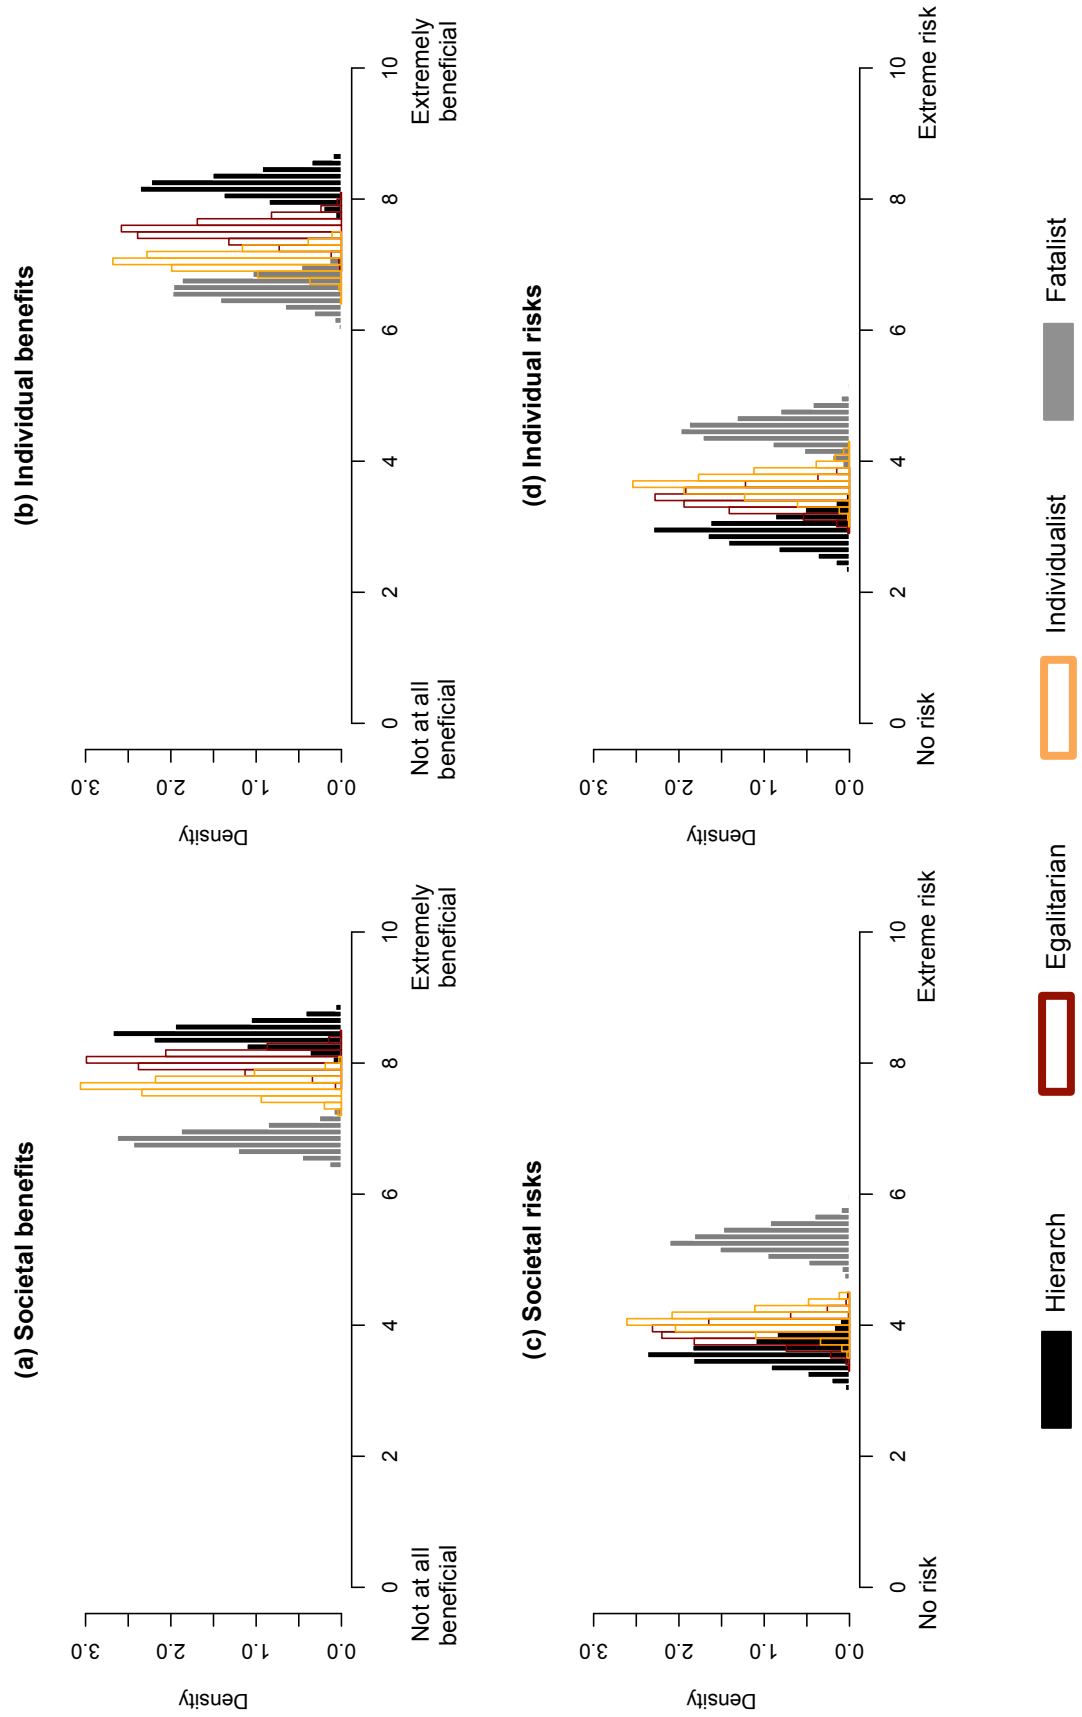 (a) Societal benefits
Density
0.0
1.0
2.0
3.0
0
2
4
6
8
10
Not at all
beneficial
Extremely
beneficial
(b) Individual benefits
Density
0.0
1.0
2.0
3.0
0
2
4
6
8
10
Not at all
beneficial
Extremely
beneficial
(c) Societal risks
Density
0.0
1.0
2.0
3.0
0
2
4
6
8
10
No risk
Extreme risk
(d) Individual risks
Density
0.0
1.0
2.0
3.0
0
2
4
6
8
10
No risk
Extreme risk
Hierarch
Egalitarian
Individualist
Fatalist